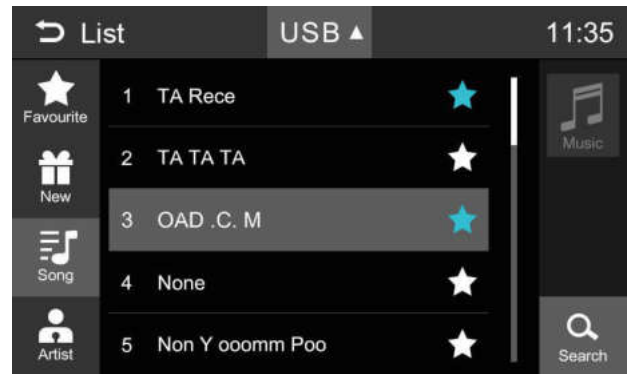 List USB 11:35
Favourite
New
Song
Artist
1 TA Rece
2 TA TA TA
3 OAD .C. M
4 None
5 Non Y ooomm Poo
Music
Search